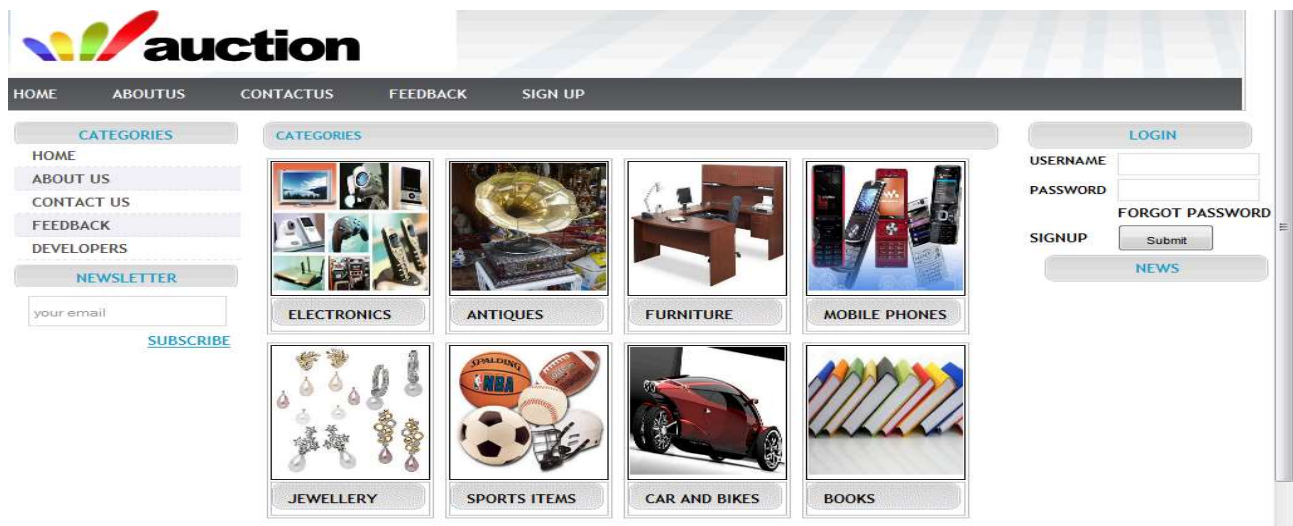 auction
HOME ABOUTUS CONTACTUS FEEDBACK SIGN UP
CATEGORIES
HOME
ABOUT US
CONTACT US
FEEDBACK
DEVELOPERS
NEWSLETTER
your email
SUBSCRIBE
CATEGORIES
ELECTRONICS
ANTIQUES
FURNITURE
MOBILE PHONES
SPALDING
NBA
JEWELLERY
SPORTS ITEMS
CAR AND BIKES
BOOKS
LOGIN
USERNAME
PASSWORD
FORGOT PASSWORD
SIGNUP Submit
NEWS